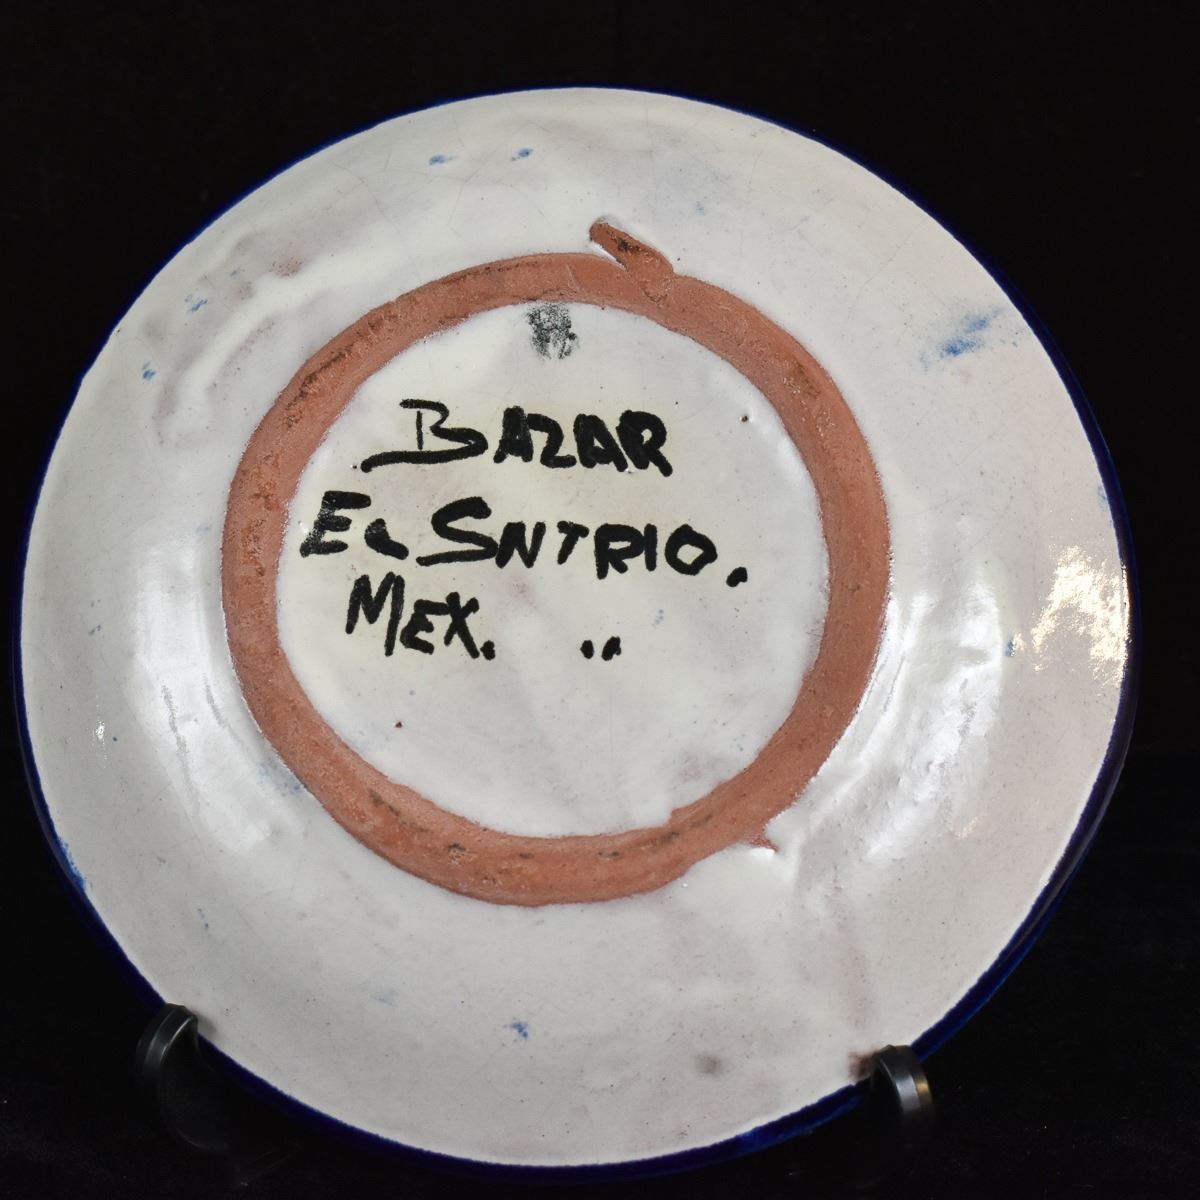 BAZAR
EL SNTRIO.
MEX. ..